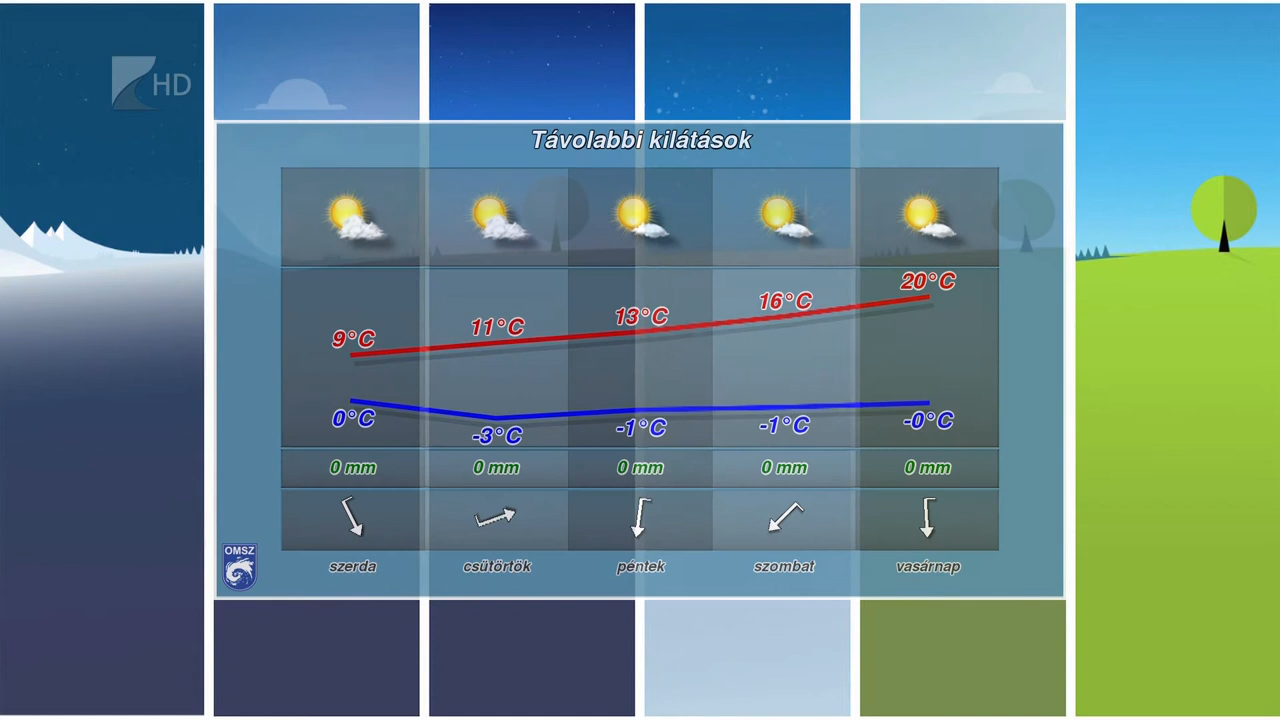 HD
Távolabbi kilátások
9°C 11°C 13°C 16°C 20°C
0°C -3°C -1°C -1°C -0°C
0 mm 0 mm 0 mm 0 mm 0 mm
OMSZ
szerda csütörtök péntek szombat vasárnap